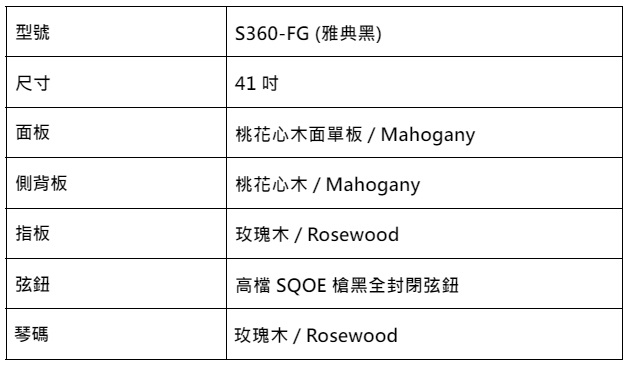 型號 S360-FG (雅典黑)
尺寸 41 吋
面板 桃花心木面單板 / Mahogany
側背板 桃花心木 / Mahogany
指板 玫瑰木 / Rosewood
弦鈕 高檔 SQOE 槍黑全封閉弦鈕
琴碼 玫瑰木 / Rosewood